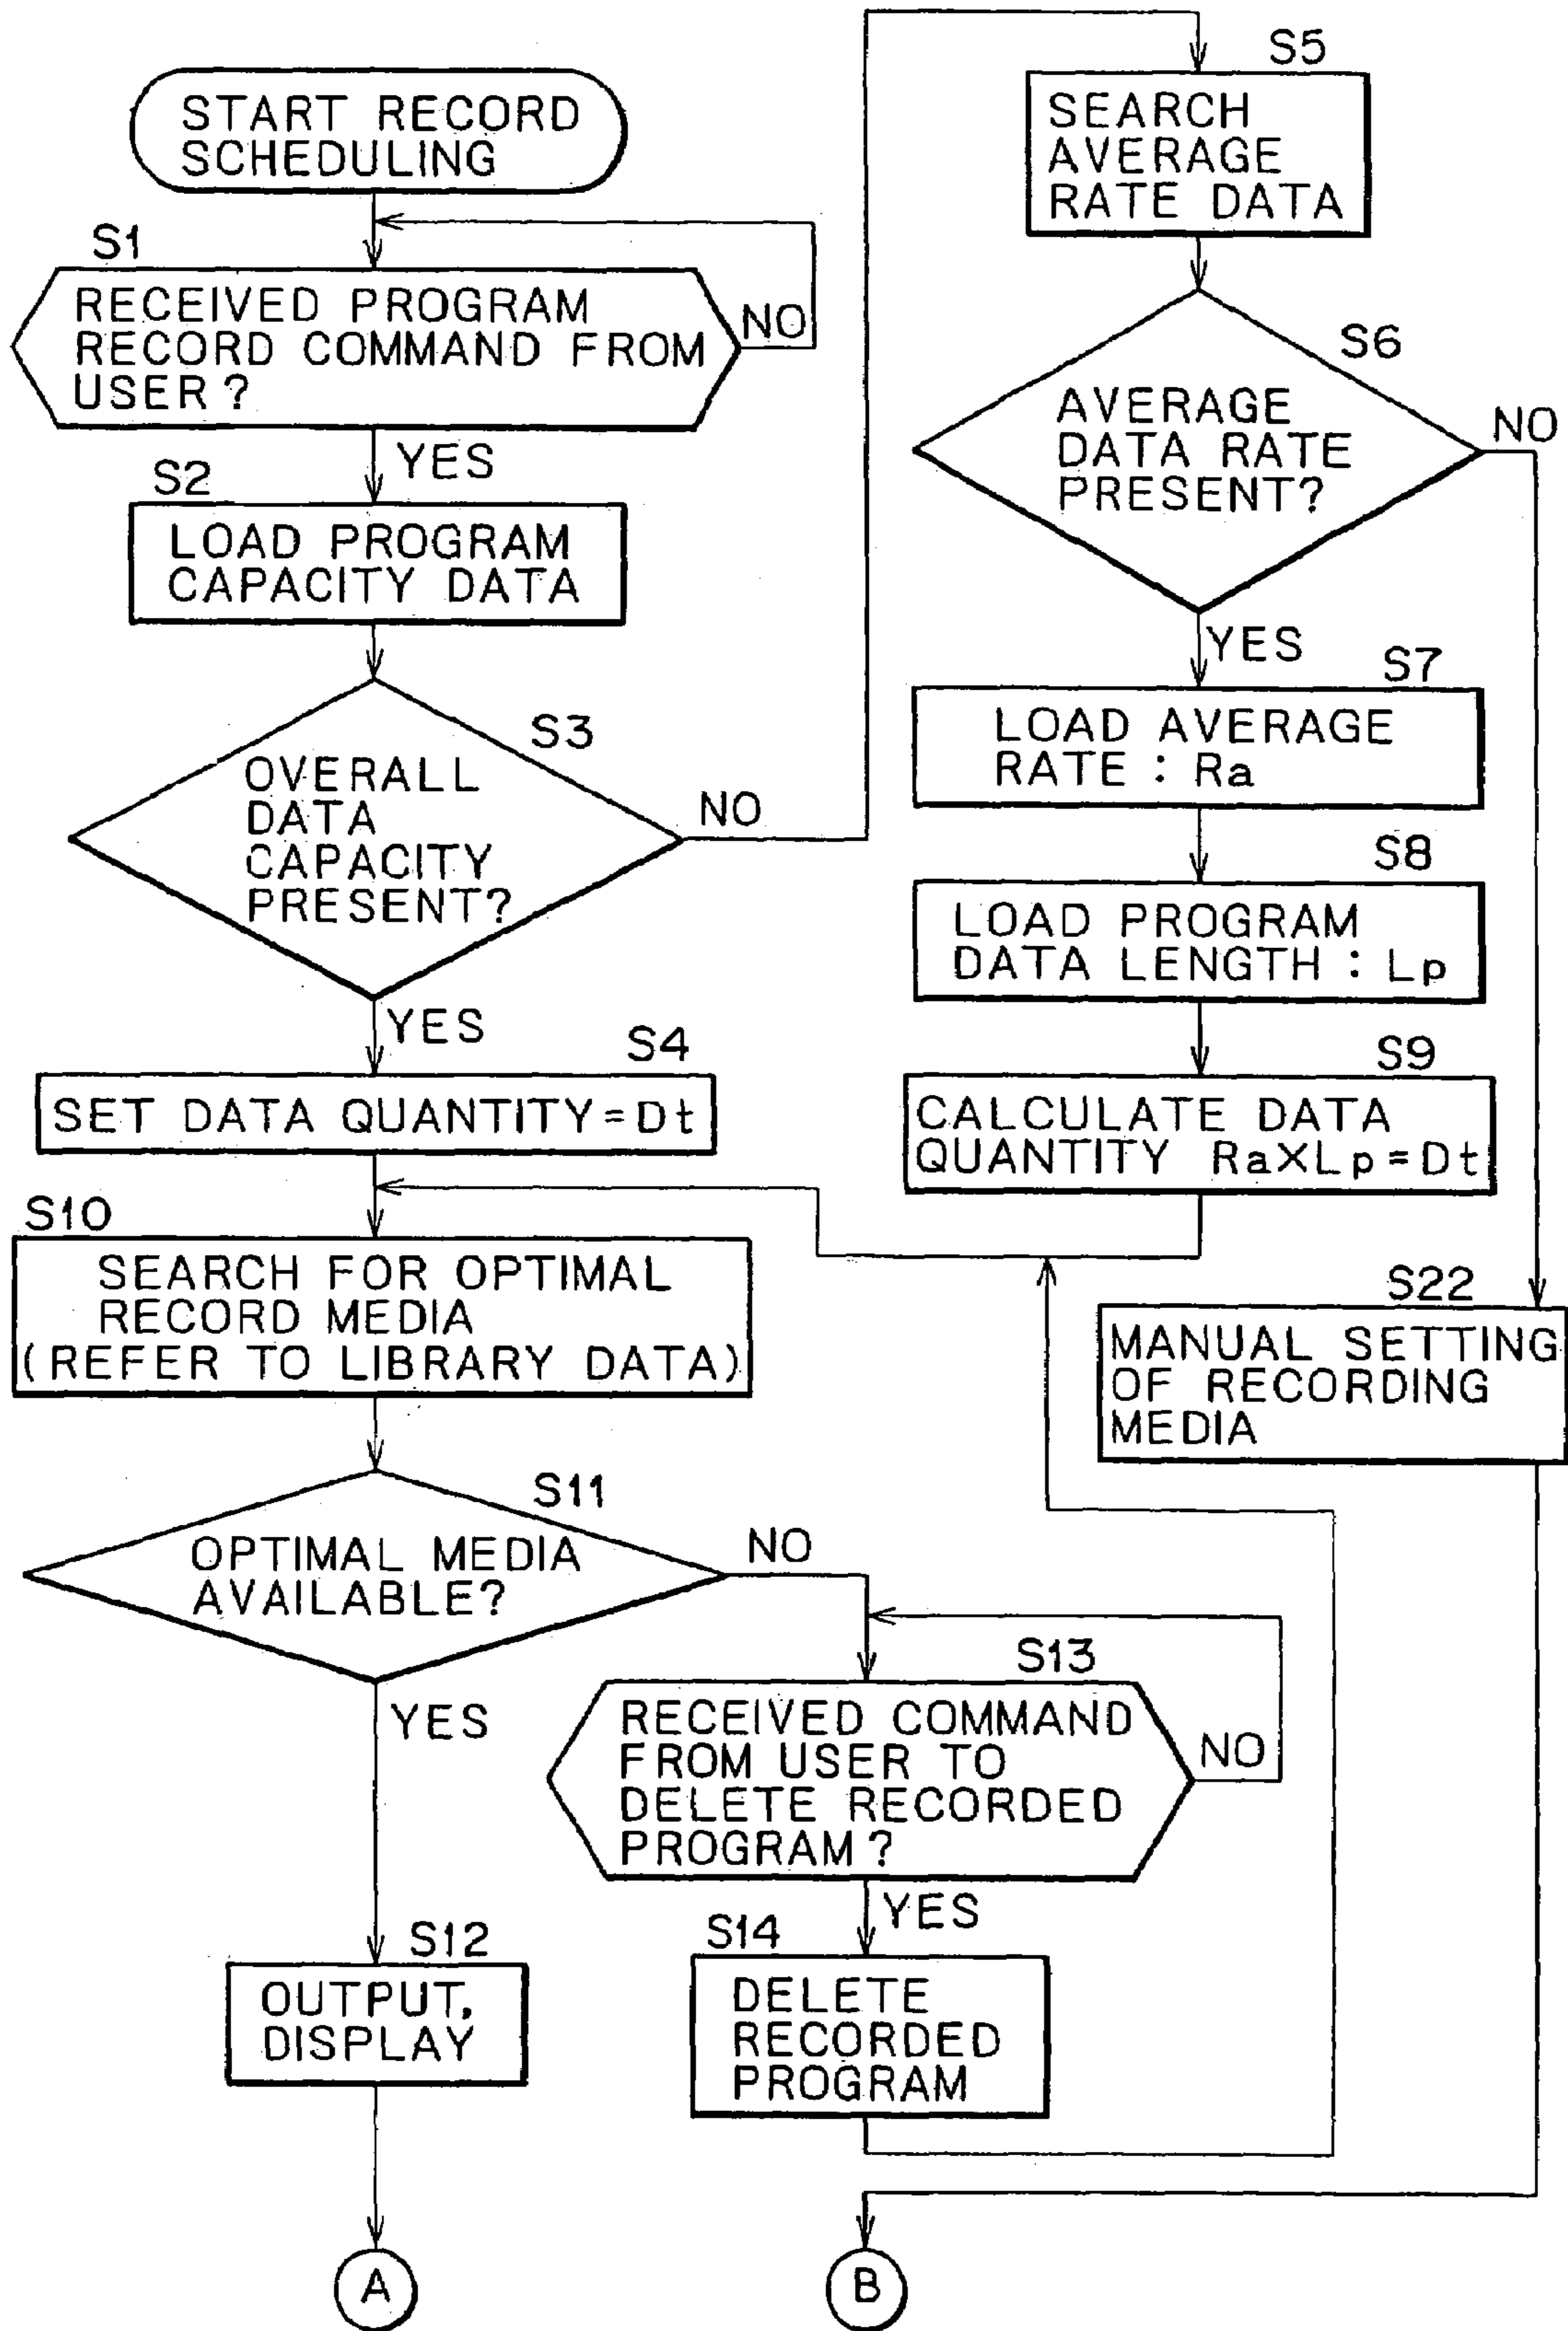 START RECORD
SCHEDULING
S1
RECEIVED PROGRAM
RECORD COMMAND FROM
USER?
NO
YES
S2
LOAD PROGRAM
CAPACITY DATA
S3
OVERALL
DATA
CAPACITY
PRESENT?
NO
YES
S4
SET DATA QUANTITY=Dt
S5
SEARCH
AVERAGE
RATE DATA
S6
AVERAGE
DATA RATE
PRESENT?
NO
YES
S7
LOAD AVERAGE
RATE : Ra
S8
LOAD PROGRAM
DATA LENGTH : Lp
S9
CALCULATE DATA
QUANTITY Ra×Lp=Dt
S10
SEARCH FOR OPTIMAL
RECORD MEDIA
(REFER TO LIBRARY DATA)
S22
MANUAL SETTING
OF RECORDING
MEDIA
S11
OPTIMAL MEDIA
AVAILABLE?
NO
YES
S13
RECEIVED COMMAND
FROM USER TO
DELETE RECORDED
PROGRAM?
NO
YES
S12
OUTPUT,
DISPLAY
S14
DELETE
RECORDED
PROGRAM
A
B